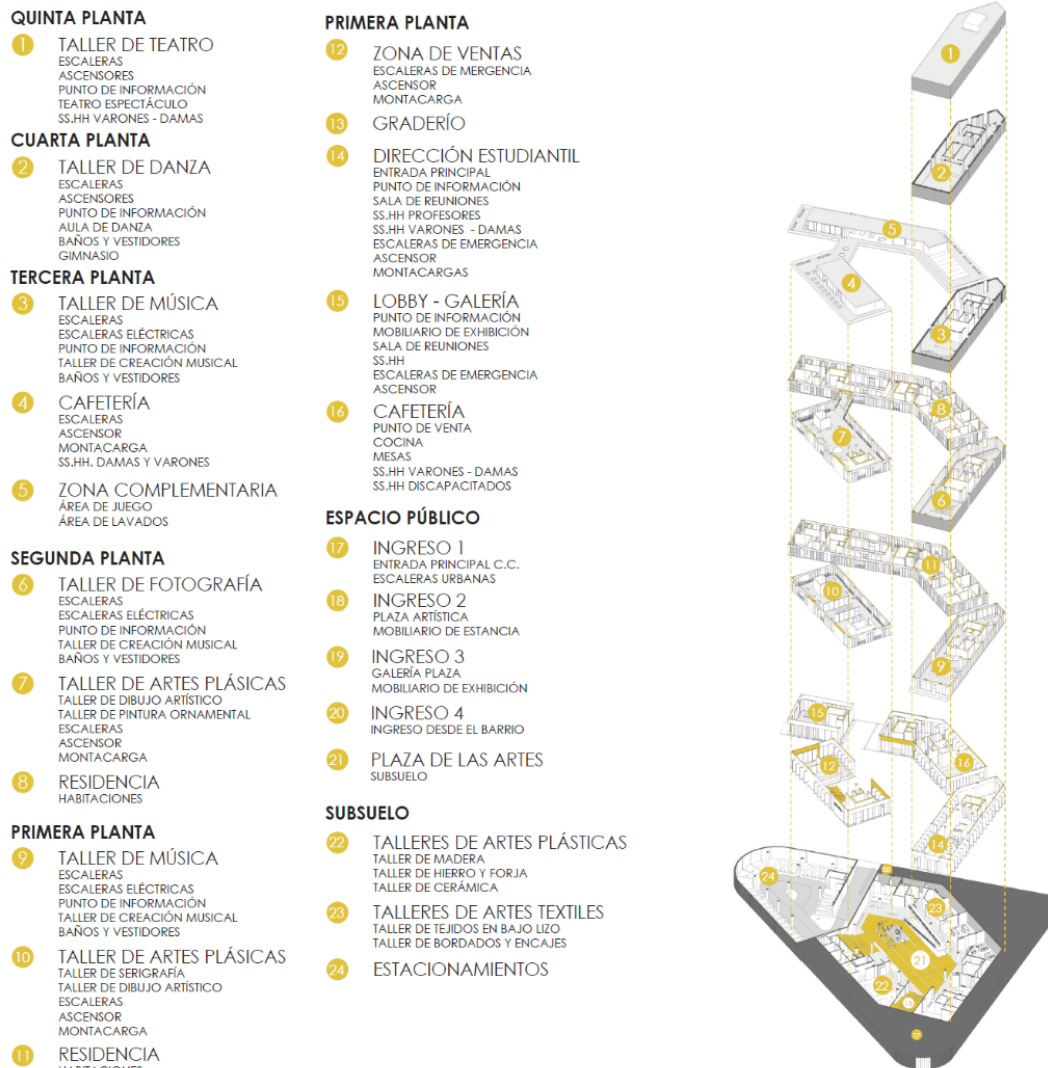 QUINTA PLANTA
1 TALLER DE TEATRO
ESCALERAS
ASCENSORES
PUNTO DE INFORMACIÓN
TEATRO ESPECTÁCULO
SS.HH VARONES - DAMAS
CUARTA PLANTA
2 TALLER DE DANZA
ESCALERAS
ASCENSORES
PUNTO DE INFORMACIÓN
AULA DE DANZA
BAÑOS Y VESTIDORES
GIMNASIO
TERCERA PLANTA
3 TALLER DE MÚSICA
ESCALERAS
ESCALERAS ELÉCTRICAS
PUNTO DE INFORMACIÓN
TALLER DE CREACIÓN MUSICAL
BAÑOS Y VESTIDORES
4 CAFETERÍA
ESCALERAS
ASCENSOR
MONTACARGA
SS.HH. DAMAS Y VARONES
5 ZONA COMPLEMENTARIA
ÁREA DE JUEGO
ÁREA DE LAVADOS
SEGUNDA PLANTA
6 TALLER DE FOTOGRAFÍA
ESCALERAS
ESCALERAS ELÉCTRICAS
PUNTO DE INFORMACIÓN
TALLER DE CREACIÓN MUSICAL
BAÑOS Y VESTIDORES
7 TALLER DE ARTES PLÁSICAS
TALLER DE DIBUJO ARTÍSTICO
TALLER DE PINTURA ORNAMENTAL
ESCALERAS
ASCENSOR
MONTACARGA
8 RESIDENCIA
HABITACIONES
PRIMERA PLANTA
9 TALLER DE MÚSICA
ESCALERAS
ESCALERAS ELÉCTRICAS
PUNTO DE INFORMACIÓN
TALLER DE CREACIÓN MUSICAL
BAÑOS Y VESTIDORES
10 TALLER DE ARTES PLÁSICAS
TALLER DE SERIGRAFÍA
TALLER DE DIBUJO ARTÍSTICO
ESCALERAS
ASCENSOR
MONTACARGA
11 RESIDENCIA
HABITACIONES
PRIMERA PLANTA
12 ZONA DE VENTAS
ESCALERAS DE MERGENCIA
ASCENSOR
MONTACARGA
13 GRADERÍO
14 DIRECCIÓN ESTUDIANTIL
ENTRADA PRINCIPAL
PUNTO DE INFORMACIÓN
SALA DE REUNIONES
SS.HH PROFESORES
SS.HH VARONES - DAMAS
ESCALERAS DE EMERGENCIA
ASCENSOR
MONTACARGAS
15 LOBBY - GALERÍA
PUNTO DE INFORMACIÓN
MOBILIARIO DE EXHIBICIÓN
SALA DE REUNIONES
SS.HH
ESCALERAS DE EMERGENCIA
ASCENSOR
16 CAFETERÍA
PUNTO DE VENTA
COCINA
MESAS
SS.HH VARONES - DAMAS
SS.HH DISCAPACITADOS
ESPACIO PÚBLICO
17 INGRESO 1
ENTRADA PRINCIPAL C.C.
ESCALERAS URBANAS
18 INGRESO 2
PLAZA ARTÍSTICA
MOBILIARIO DE ESTANCIA
19 INGRESO 3
GALERÍA PLAZA
MOBILIARIO DE EXHIBICIÓN
20 INGRESO 4
INGRESO DESDE EL BARRIO
21 PLAZA DE LAS ARTES
SUBSUELO
SUBSUELO
22 TALLERES DE ARTES PLÁSTICAS
TALLER DE MADERA
TALLER DE HIERRO Y FORJA
TALLER DE CERÁMICA
23 TALLERES DE ARTES TEXTILES
TALLER DE TEJIDOS EN BAJO LIZO
TALLER DE BORDADOS Y ENCAJES
24 ESTACIONAMIENTOS
1
2
5
4
3
8
7
6
11
10
9
15
12
16
14
24
23
21
22
17